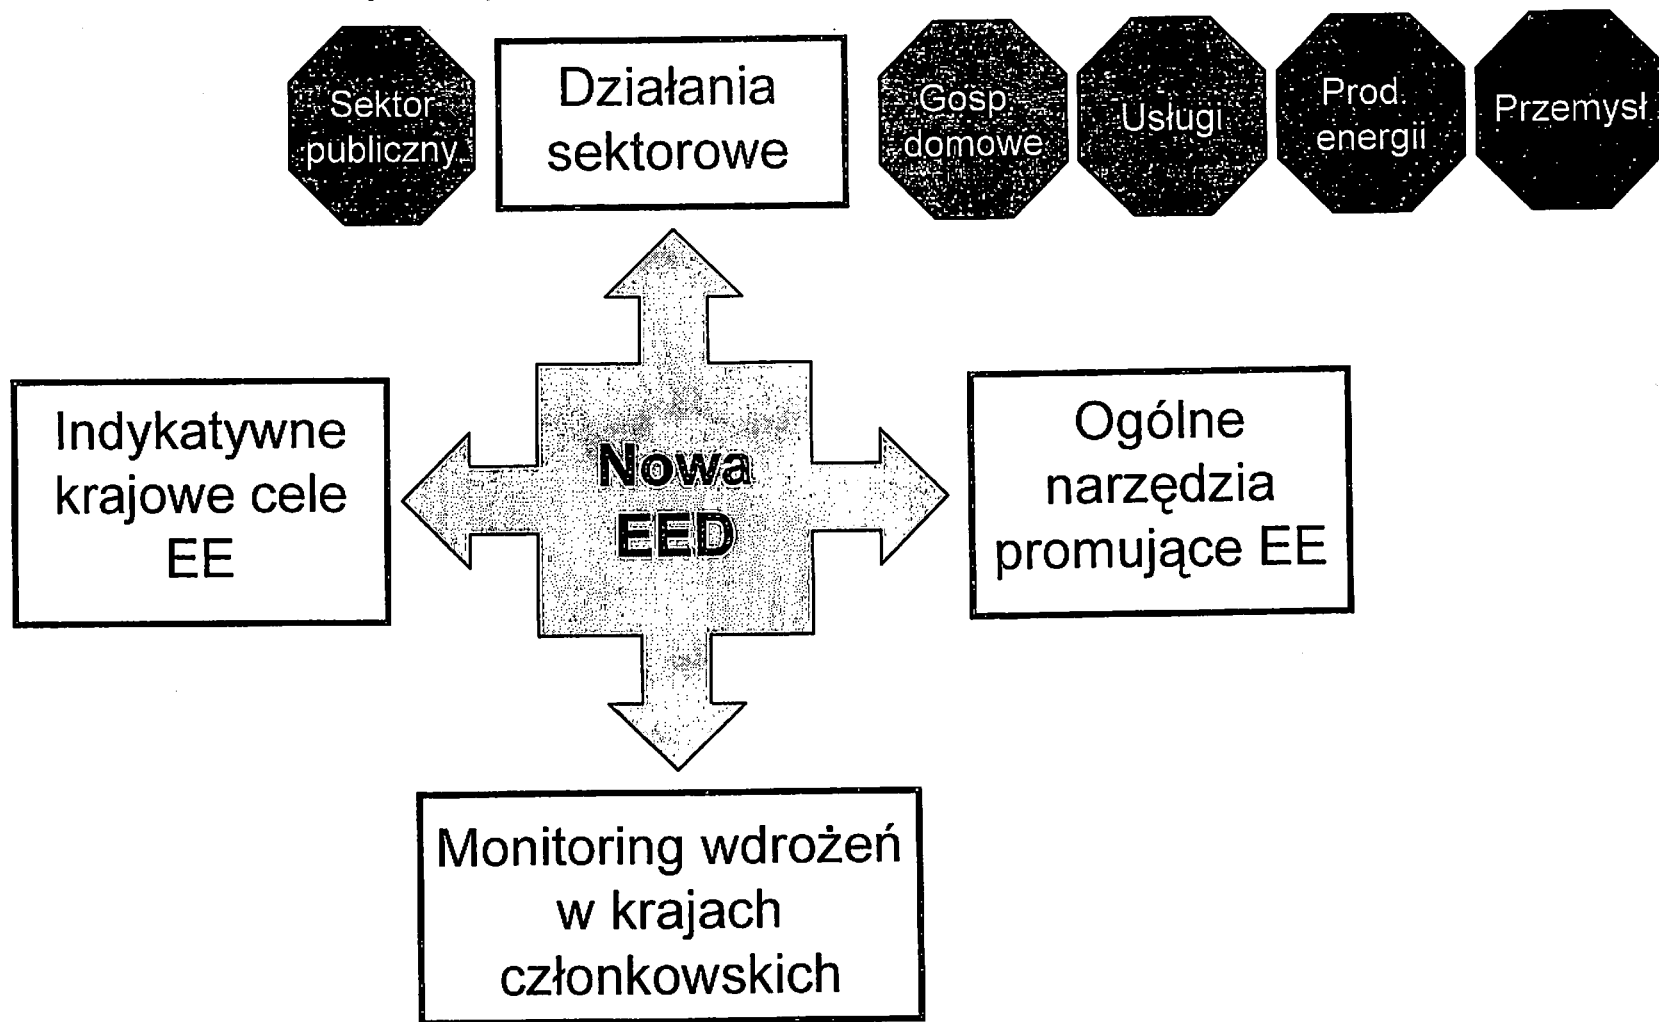 Sektor
publiczny
Działania
sektorowe
Gosp.
domowe
Usługi
Prod.
energii
Przemysł
Indykatywne
krajowe cele
EE
Nowa
EED
Ogólne
narzędzia
promujące EE
Monitoring wdrożeń
w krajach
członkowskich